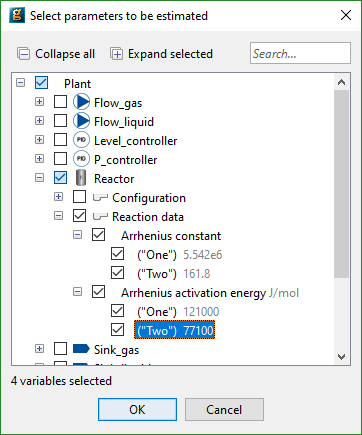 Select parameters to be estimated
Collapse all Expand selected Search...
Plant
Flow_gas
Flow_liquid
PID Level_controller
PID P_controller
Reactor
Configuration
Reaction data
Arrhenius constant
("One") 5.542e6
("Two") 161.8
Arrhenius activation energy J/mol
("One") 121000
("Two") 77100
Sink_gas
4 variables selected
OK Cancel